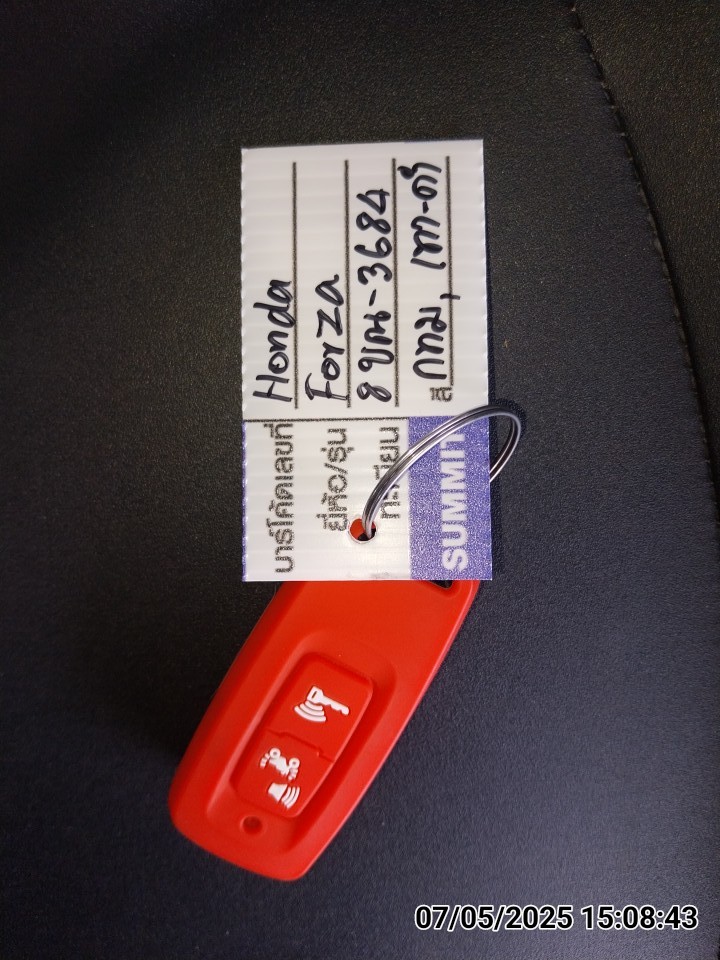 บาร์โค้ดเลขที่ Honda
ยี่ห้อ/รุ่น Forza
ทะเบียน 8 ขณ-3684
SUMMIT สี กทม, เทา-ดำ
07/05/2025 15:08:43